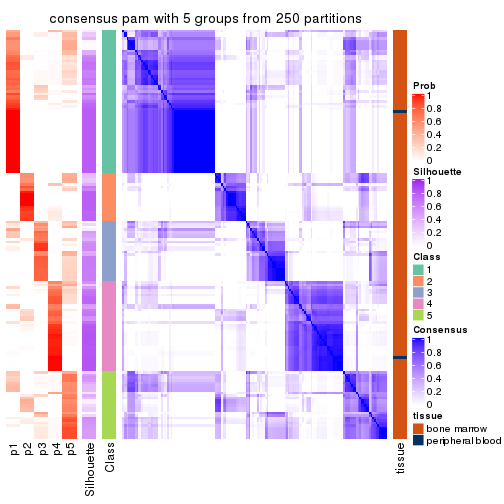 consensus pam with 5 groups from 250 partitions
Prob
1
0.8
0.6
0.4
0.2
0
Silhouette
1
0.8
0.6
0.4
0.2
0
Class
1
2
3
4
5
Consensus
1
0.8
0.6
0.4
0.2
0
tissue
bone marrow
peripheral blood
p1
p2
p3
p4
p5
Silhouette
Class
tissue